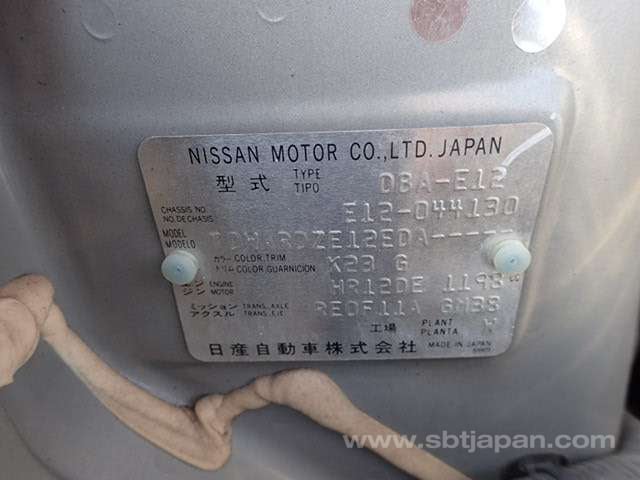 NISSAN MOTOR CO.,LTD. JAPAN
型式 TYPE TIPO DBA-E12
CHASSIS NO. NO. DE CHASIS E12-044130
MODEL MODELO
カラー トリム COLOR, TRIM COLOR, GUARNICION K23 G
エンジン ENGINE MOTOR HR12DE 1198 cc
ミッション アクスル TRANS. AXLE TRANS. EJE RE0F11A GM38
工場 PLANT PLANTA
日産自動車株式会社 MADE IN JAPAN
www.sbtjapan.com